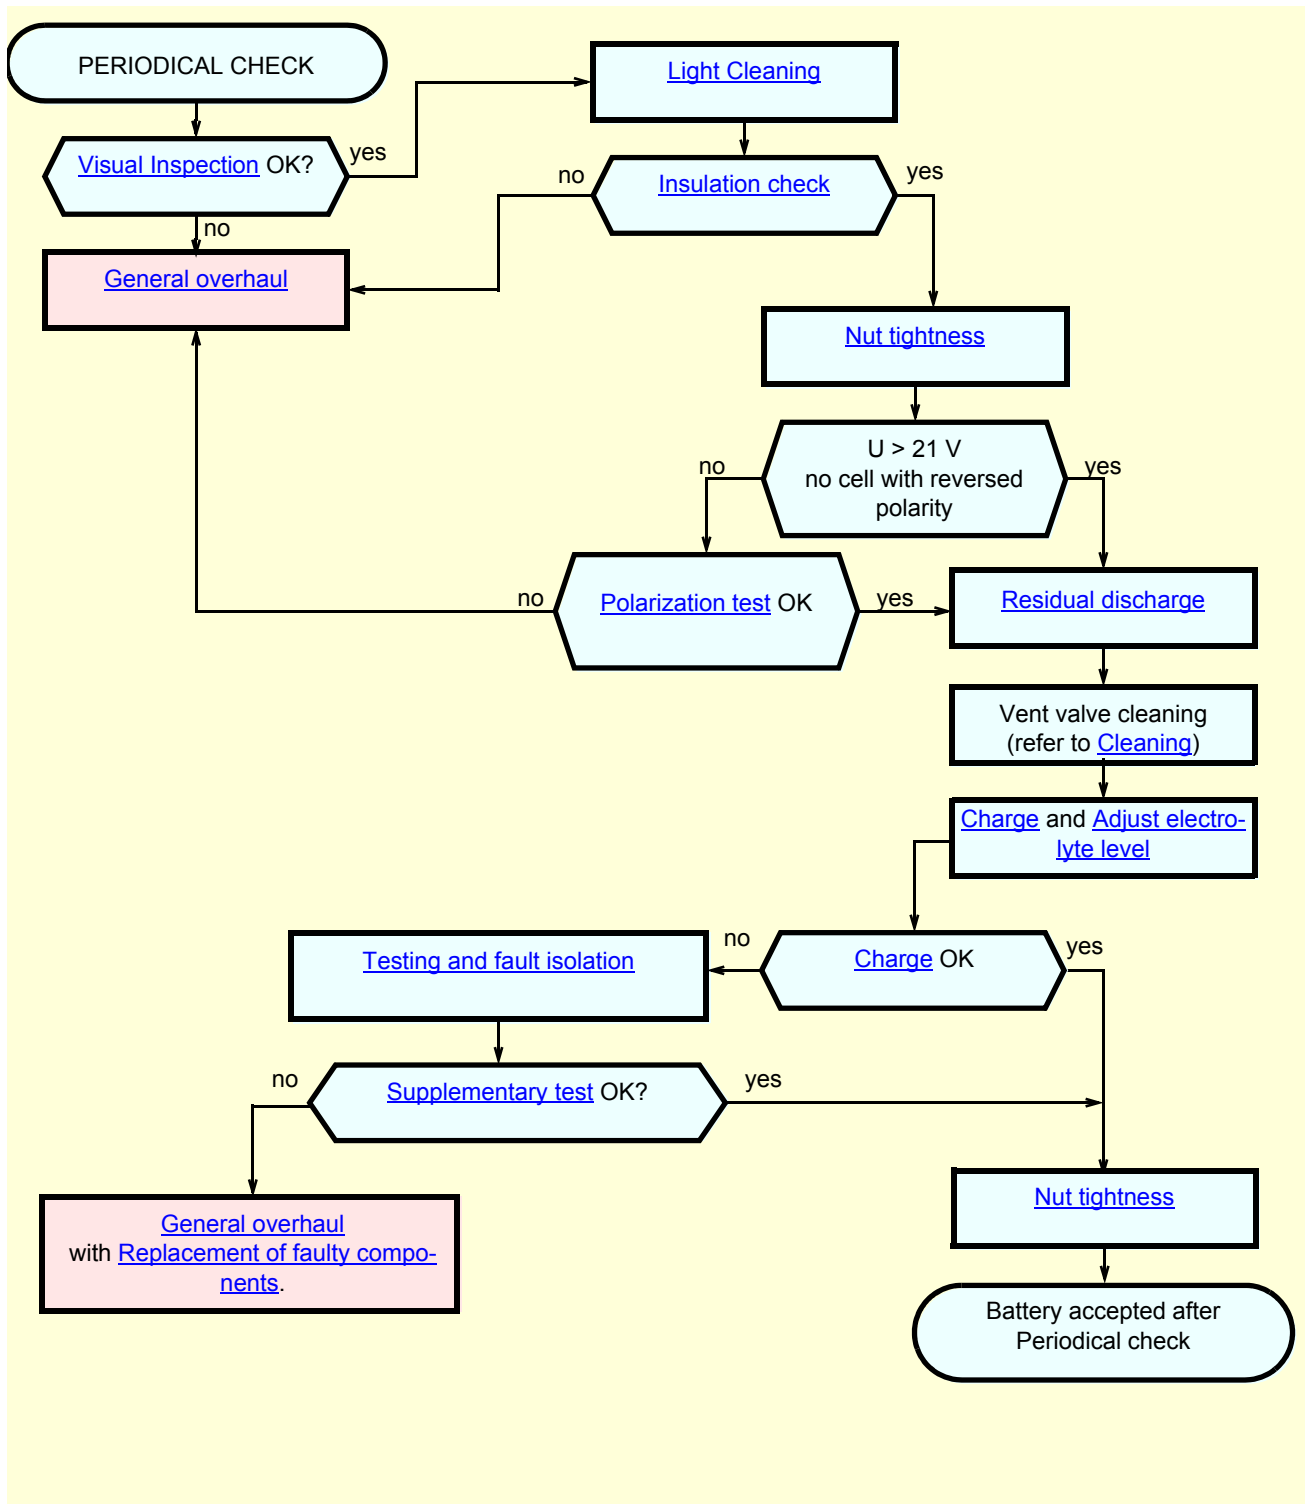 PERIODICAL CHECK
Light Cleaning
Visual Inspection OK?
yes
no
Insulation check
yes
no
General overhaul
Nut tightness
U > 21 V
no cell with reversed
polarity
no
yes
no
Polarization test OK
yes
Residual discharge
Vent valve cleaning
(refer to Cleaning)
Charge and Adjust electro-
lyte level
Testing and fault isolation
no
Charge OK
yes
no
Supplementary test OK?
yes
General overhaul
with Replacement of faulty compo-
nents.
Nut tightness
Battery accepted after
Periodical check